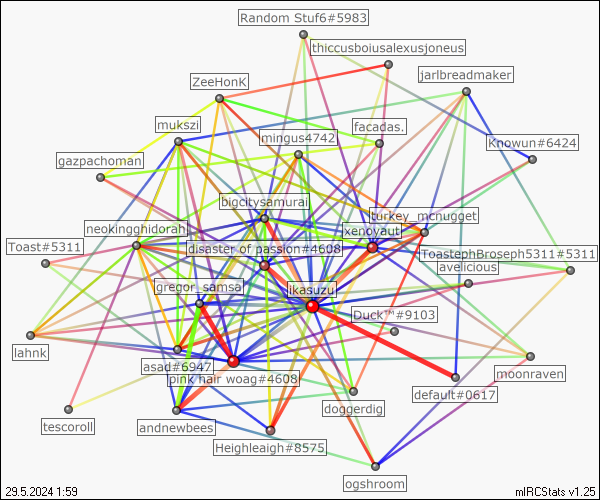 Random Stuf6#5983
thiccusboiusalexusjoneus
jarlbreadmaker
ZeeHonK
mukszi
mingus4742
facadas.
Knowun#6424
gazpachoman
bigcitysamurai
turkey_mcnugget
xenoyaut
neokingghidorah
Toast#5311
disaster of passion#4608
ToastephBroseph5311#5311
avelicious
gregor_samsa
ikasuzu
Duck™#9103
lahnk
asad#6947
pink hair woag#4608
moonraven
default#0617
doggerdig
tescoroll
andnewbees
Heighleaigh#8575
ogshroom
29.5.2024 1:59
mIRCStats v1.25